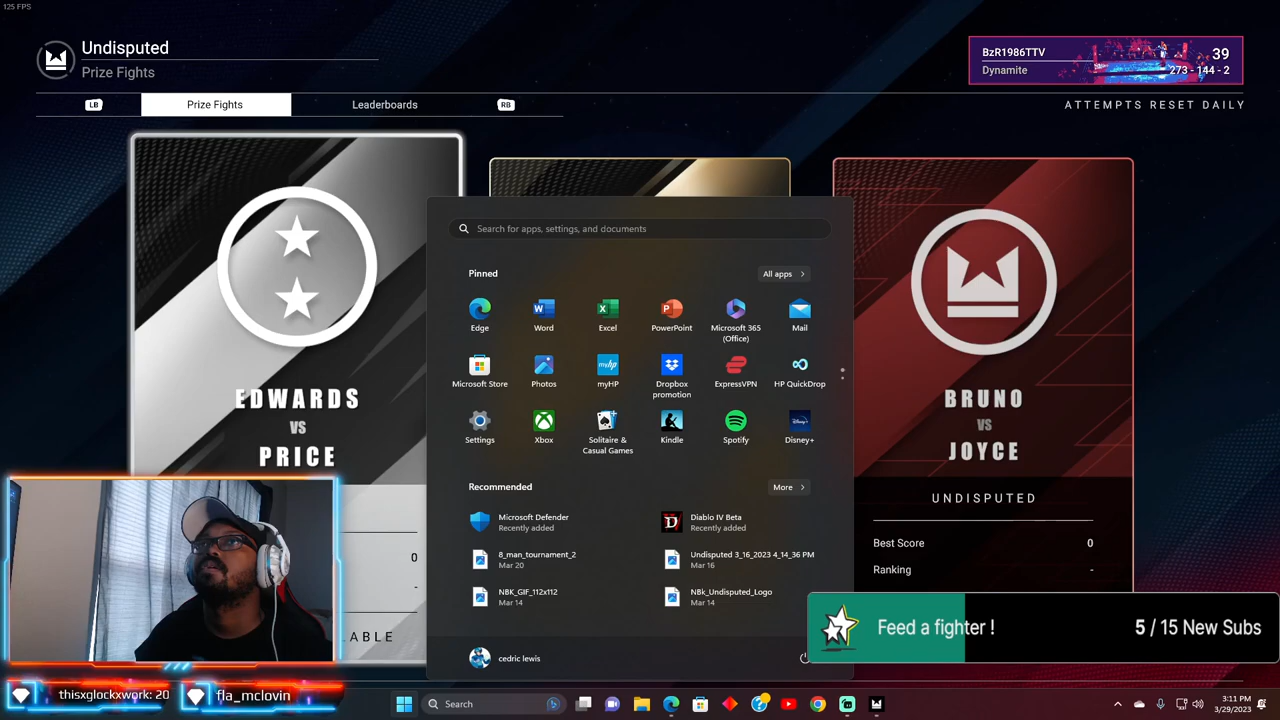 125 FPS
Undisputed
Prize Fights
BzR1986TTV
39
Dynamite
273 - 144 - 2
LB
Prize Fights
Leaderboards
RB
ATTEMPTS RESET DAILY
EDWARDS
VS
PRICE
0
-
LABLE
Search for apps, settings, and documents
Pinned
All apps
Edge
Word
Excel
PowerPoint
Microsoft 365
(Office)
Mail
Microsoft Store
Photos
myHP
Dropbox
promotion
ExpressVPN
HP QuickDrop
Settings
Xbox
Solitaire &
Casual Games
Kindle
Spotify
Disney+
Recommended
More
Microsoft Defender
Recently added
Diablo IV Beta
Recently added
8_man_tournament_2
Mar 20
Undisputed 3_16_2023 4_14_36 PM
Mar 16
NBK_GIF_112x112
Mar 14
NBk_Undisputed_Logo
Mar 14
cedric lewis
BRUNO
VS
JOYCE
UNDISPUTED
Best Score
0
Ranking
-
Feed a fighter !
5 / 15 New Subs
thisxglockxwork: 20
fla_mclovin
Search
3:11 PM
3/29/2023